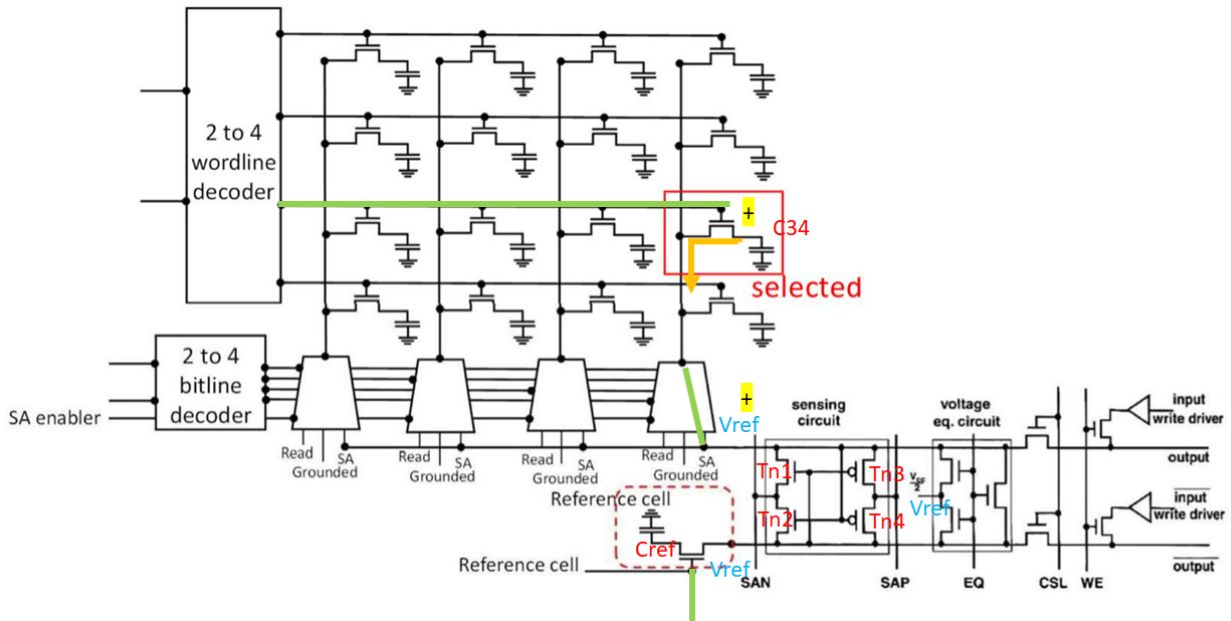 2 to 4
wordline
decoder
+
C34
selected
2 to 4
bitline
decoder
SA enabler
Read
Grounded
SA
Read
Grounded
SA
Read
Grounded
SA
Read
Grounded
SA
+
Vref
sensing
circuit
voltage
eq. circuit
input
write driver
output
Tn1
Tn3
Tn2
Tn4
Vref
input
write driver
output
Reference cell
Cref
Reference cell
Vref
SAN
SAP
EQ
CSL
WE